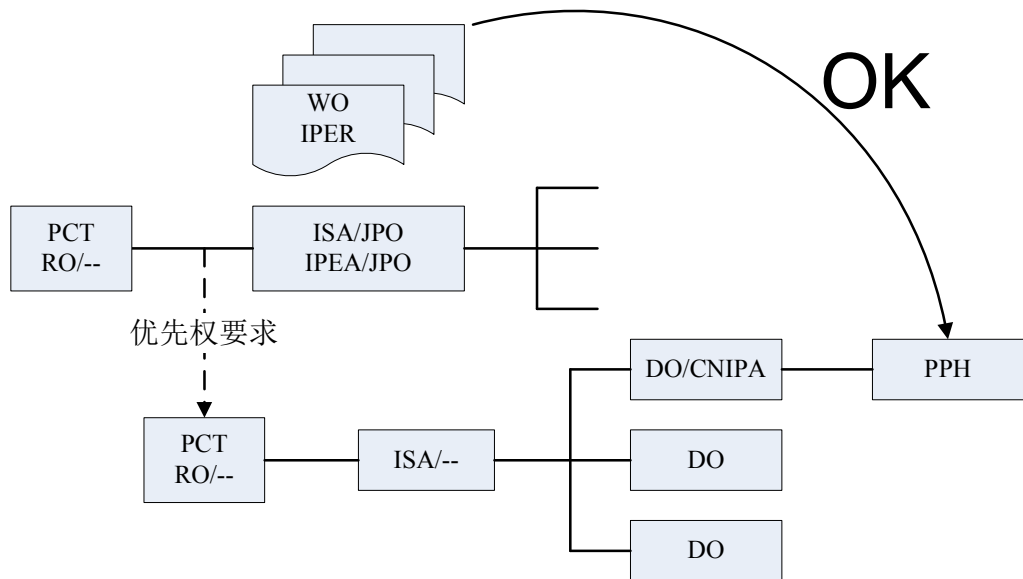 WO
IPER
OK
PCT
RO/--
ISA/JPO
IPEA/JPO
优先权要求
DO/CNIPA
PPH
PCT
RO/--
ISA/--
DO
DO